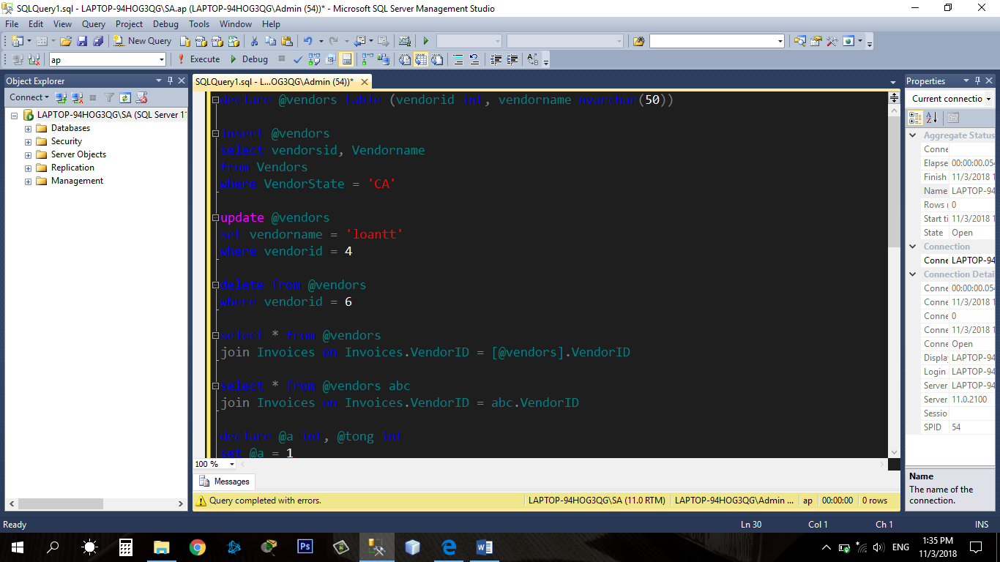 SQLQuery1.sql - LAPTOP-94HOG3QG\SA.ap (LAPTOP-94HOG3QG\Admin (54))* - Microsoft SQL Server Management Studio
File Edit View Query Project Debug Tools Window Help
New Query
ap Execute Debug
Object Explorer
Connect
LAPTOP-94HOG3QG\SA (SQL Server 1
Databases
Security
Server Objects
Replication
Management
SQLQuery1.sql - L...OG3QG\Admin (54))*
declare @vendors table (vendorid int, vendorname nvarchar(50))
insert @vendors
select vendorsid, Vendorname
from Vendors
where VendorState = 'CA'
update @vendors
set vendorname = 'loantt'
where vendorid = 4
delete from @vendors
where vendorid = 6
select * from @vendors
join Invoices on Invoices.VendorID = [@vendors].VendorID
select * from @vendors abc
join Invoices on Invoices.VendorID = abc.VendorID
declare @a int, @tong int
set @a = 1
100 %
Messages
Query completed with errors.
LAPTOP-94HOG3QG\SA (11.0 RTM) LAPTOP-94HOG3QG\Admin ... ap 00:00:00 0 rows
Properties
Current connectio
Aggregate Status
Conne
Elapse 00:00:00.054
Finish 11/3/2018 1
Name LAPTOP-94
Rows r 0
Start ti 11/3/2018 1
State Open
Connection
Conne LAPTOP-94
Connection Detai
Conne 00:00:00.054
Conne 11/3/2018 1
Conne 0
Conne 11/3/2018 1
Conne Open
Display LAPTOP-94
Login LAPTOP-94
Server LAPTOP-94
Server 11.0.2100
Sessio
SPID 54
Name
The name of the
connection.
Ready Ln 30 Col 1 Ch 1 INS
Ps
ENG
1:35 PM
11/3/2018